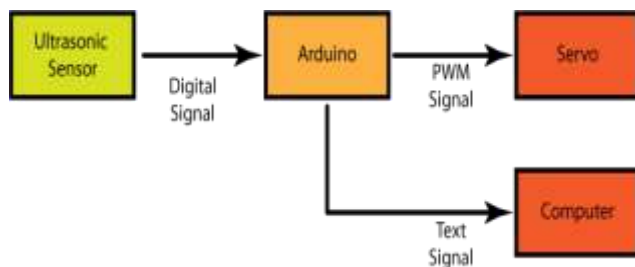 Ultrasonic
Sensor
Digital
Signal
Arduino
PWM
Signal
Servo
Text
Signal
Computer